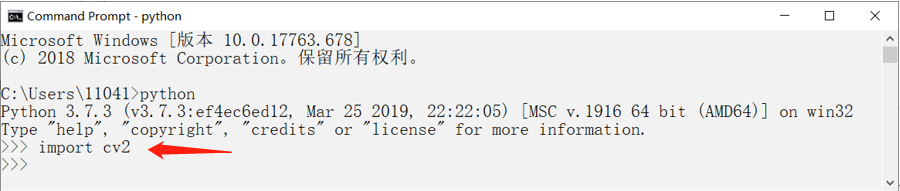 Command Prompt - python
Microsoft Windows [版本 10.0.17763.678]
(c) 2018 Microsoft Corporation。保留所有权利。
C:\Users\11041>python
Python 3.7.3 (v3.7.3:ef4ec6ed12, Mar 25 2019, 22:22:05) [MSC v.1916 64 bit (AMD64)] on win32
Type "help", "copyright", "credits" or "license" for more information.
>>> import cv2
>>>